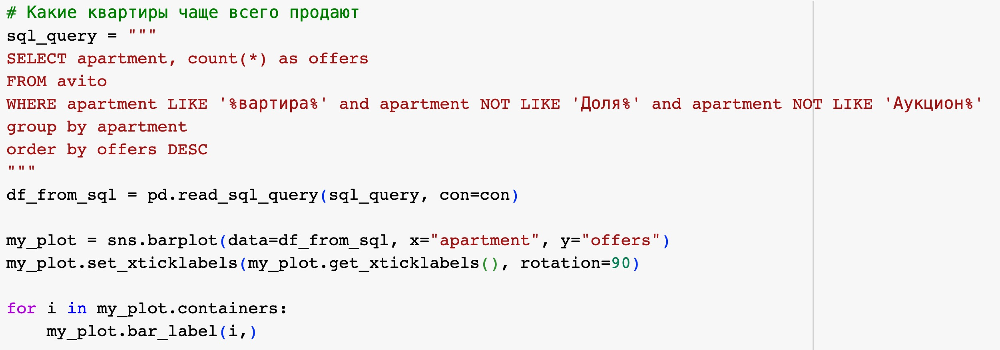 # Какие квартиры чаще всего продают
sql_query = """
SELECT apartment, count(*) as offers
FROM avito
WHERE apartment LIKE '%вартира%' and apartment NOT LIKE 'Доля%' and apartment NOT LIKE 'Аукцион%'
group by apartment
order by offers DESC
"""
df_from_sql = pd.read_sql_query(sql_query, con=con)
my_plot = sns.barplot(data=df_from_sql, x="apartment", y="offers")
my_plot.set_xticklabels(my_plot.get_xticklabels(), rotation=90)
for i in my_plot.containers:
    my_plot.bar_label(i,)